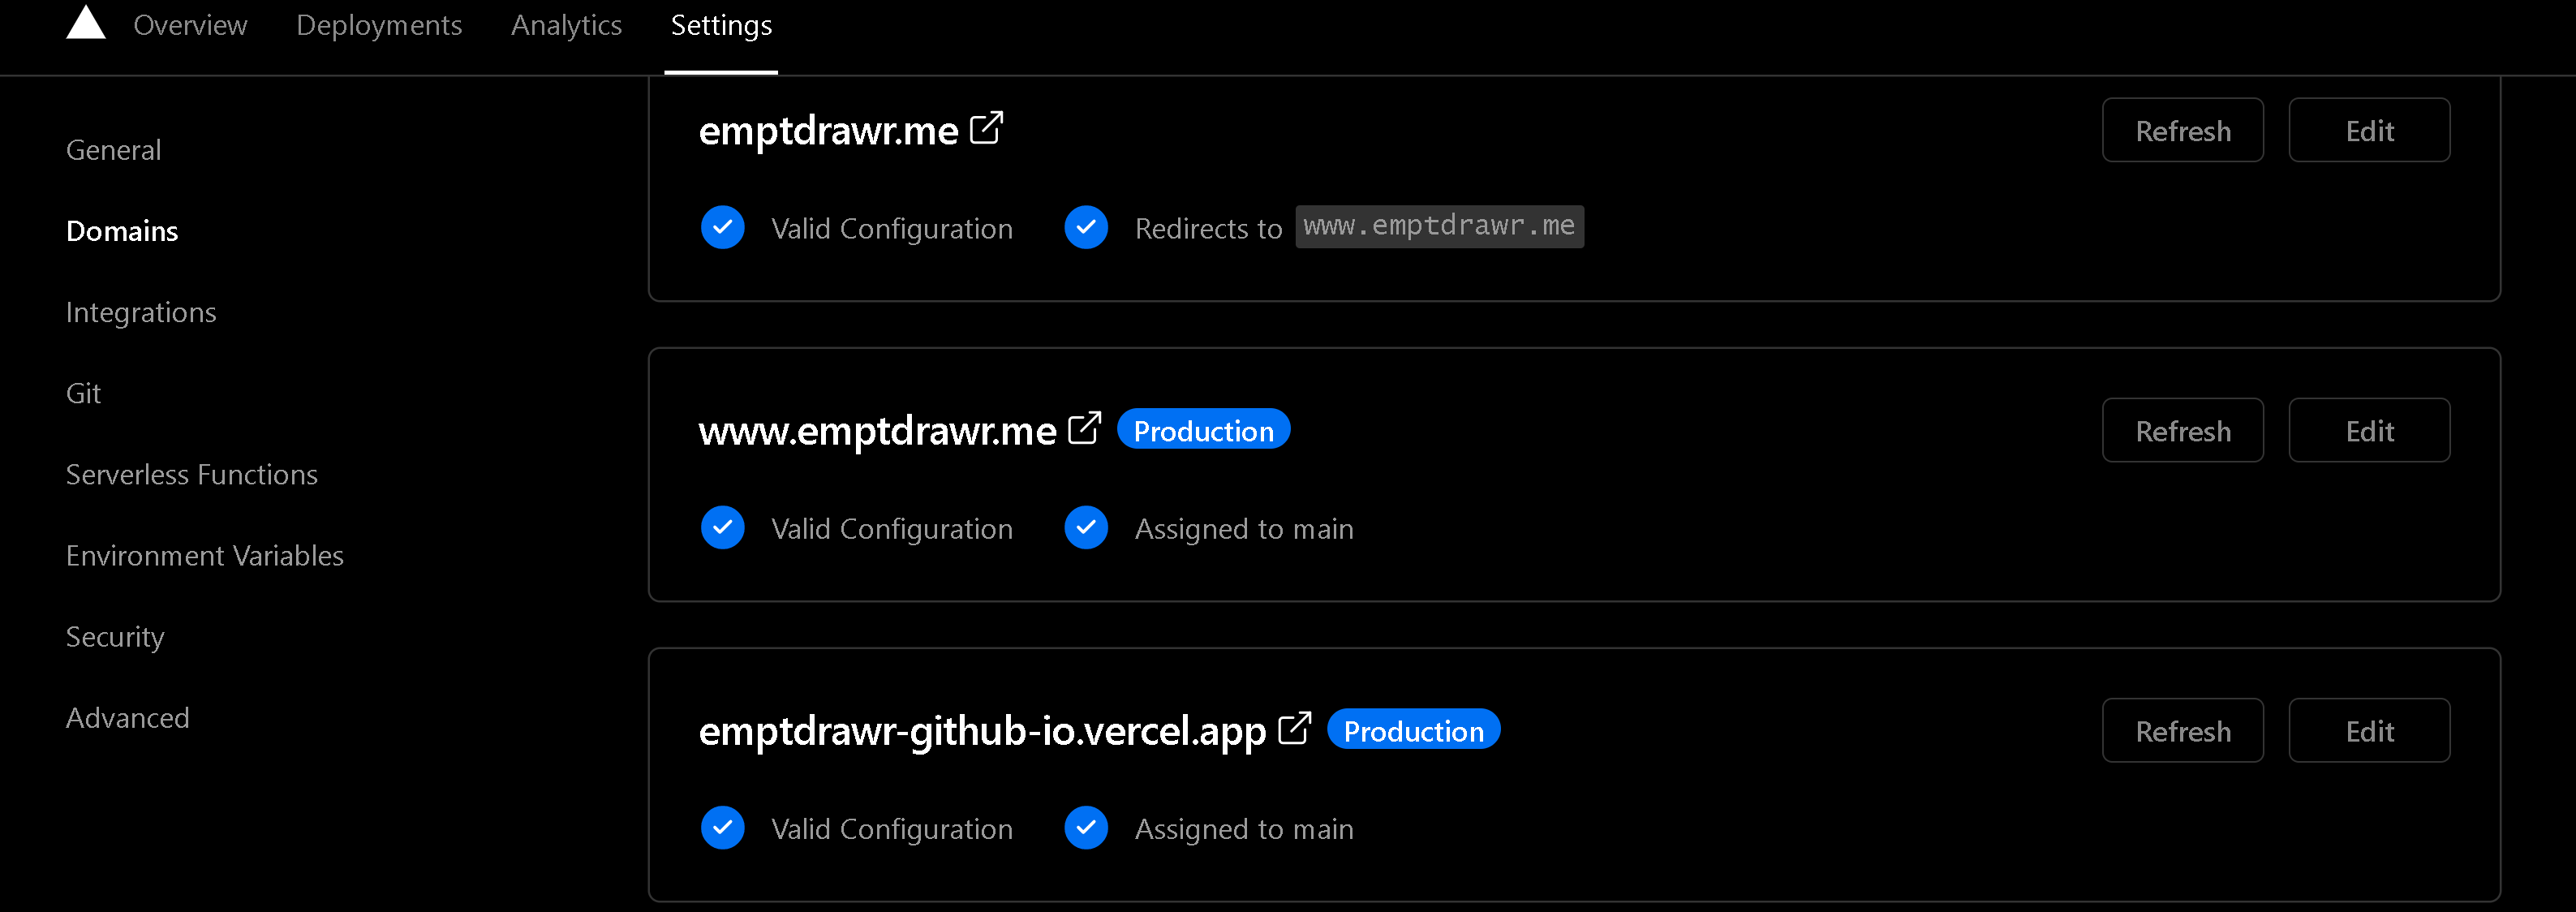 Overview Deployments Analytics Settings
General
Domains
Integrations
Git
Serverless Functions
Environment Variables
Security
Advanced
emptdrawr.me Refresh Edit
Valid Configuration Redirects to www.emptdrawr.me
www.emptdrawr.me Production Refresh Edit
Valid Configuration Assigned to main
emptdrawr-github-io.vercel.app Production Refresh Edit
Valid Configuration Assigned to main